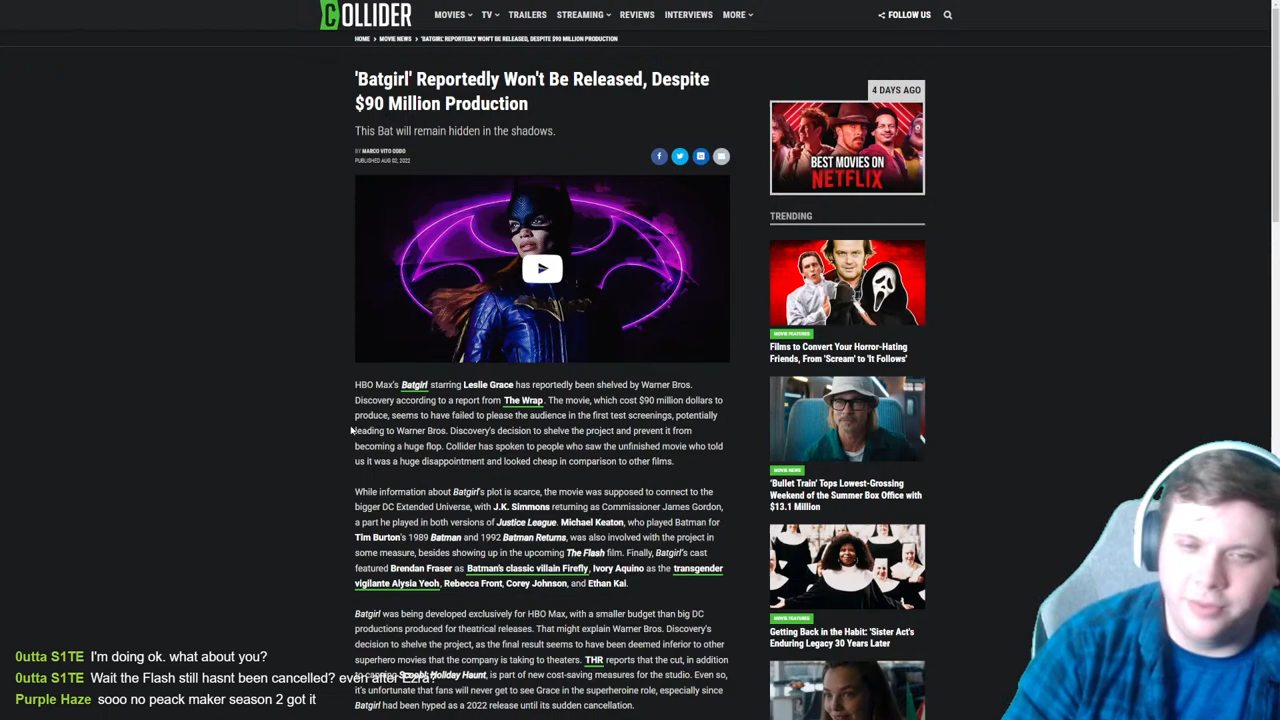 COLLIDER
MOVIES
TV
TRAILERS
STREAMING
REVIEWS
INTERVIEWS
MORE
FOLLOW US
HOME > MOVIE NEWS > 'BATGIRL' REPORTEDLY WON'T BE RELEASED, DESPITE $90 MILLION PRODUCTION
'Batgirl' Reportedly Won't Be Released, Despite
$90 Million Production
This Bat will remain hidden in the shadows.
BY MARCO VITO ODDO
PUBLISHED AUG 02, 2022
HBO Max's Batgirl starring Leslie Grace has reportedly been shelved by Warner Bros.
Discovery according to a report from The Wrap. The movie, which cost $90 million dollars to
produce, seems to have failed to please the audience in the first test screenings, potentially
leading to Warner Bros. Discovery's decision to shelve the project and prevent it from
becoming a huge flop. Collider has spoken to people who saw the unfinished movie who told
us it was a huge disappointment and looked cheap in comparison to other films.
While information about Batgirl's plot is scarce, the movie was supposed to connect to the
bigger DC Extended Universe, with J.K. Simmons returning as Commissioner James Gordon,
a part he played in both versions of Justice League. Michael Keaton, who played Batman for
Tim Burton's 1989 Batman and 1992 Batman Returns, was also involved with the project in
some measure, besides showing up in the upcoming The Flash film. Finally, Batgirl's cast
featured Brendan Fraser as Batman's classic villain Firefly, Ivory Aquino as the transgender
vigilante Alysia Yeoh, Rebecca Front, Corey Johnson, and Ethan Kai.
Batgirl was being developed exclusively for HBO Max, with a smaller budget than big DC
productions produced for theatrical releases. That might explain Warner Bros. Discovery's
decision to shelve the project, as the final result seems to have been deemed inferior to other
superhero movies that the company is taking to theaters. THR reports that the cut, in addition
Scoob! Holiday Haunt, is part of new cost-saving measures for the studio. Even so,
it's unfortunate that fans will never get to see Grace in the superheroine role, especially since
Batgirl had been hyped as a 2022 release until its sudden cancellation.
4 DAYS AGO
BEST MOVIES ON
NETFLIX
TRENDING
MOVIE FEATURES
Films to Convert Your Horror-Hating
Friends, From 'Scream' to 'It Follows'
MOVIE NEWS
'Bullet Train' Tops Lowest-Grossing
Weekend of the Summer Box Office with
$13.1 Million
MOVIE FEATURES
Getting Back in the Habit: 'Sister Act's
Enduring Legacy 30 Years Later
0utta S1TE I'm doing ok. what about you?
0utta S1TE Wait the Flash still hasnt been cancelled? even after Ezra?
Purple Haze sooo no peack maker season 2 got it